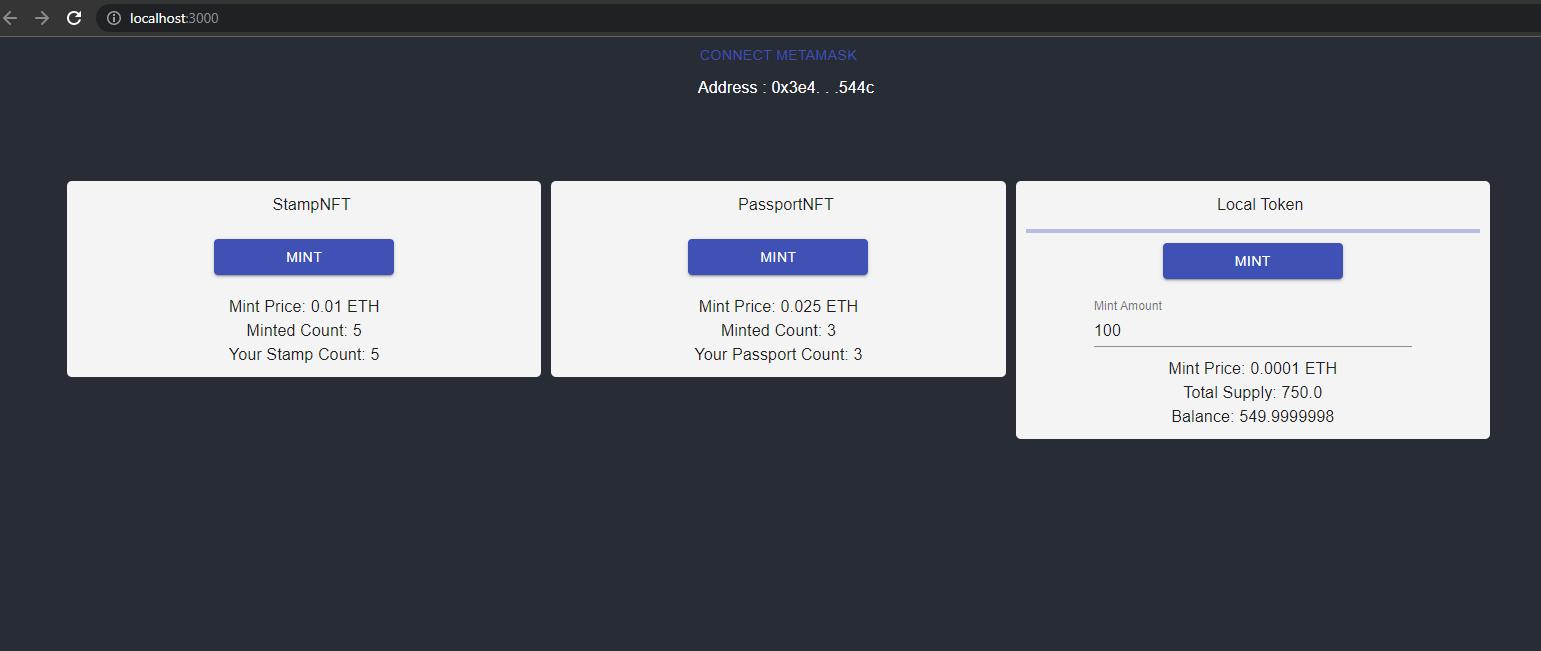 localhost:3000
CONNECT METAMASK
Address : 0x3e4. . .544c
StampNFT
MINT
Mint Price: 0.01 ETH
Minted Count: 5
Your Stamp Count: 5
PassportNFT
MINT
Mint Price: 0.025 ETH
Minted Count: 3
Your Passport Count: 3
Local Token
MINT
Mint Amount
100
Mint Price: 0.0001 ETH
Total Supply: 750.0
Balance: 549.9999998